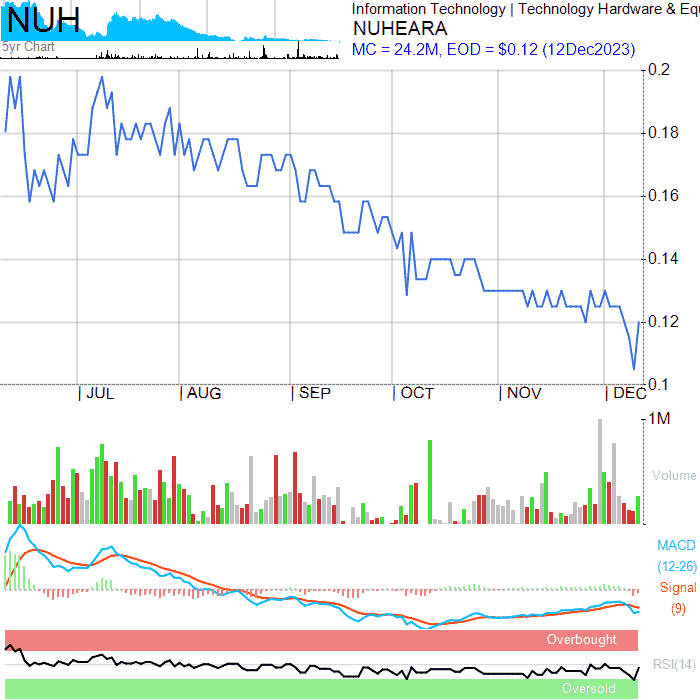 NUH
Information Technology | Technology Hardware & Equ
NUHEARA
5yr Chart
MC = 24.2M, EOD = $0.12 (12Dec2023)
0.2
0.18
0.16
0.14
0.12
0.1
| JUL | AUG | SEP | OCT | NOV | DEC
1M
Volume
MACD
(12-26)
Signal
(9)
Overbought
RSI(14)
Oversold